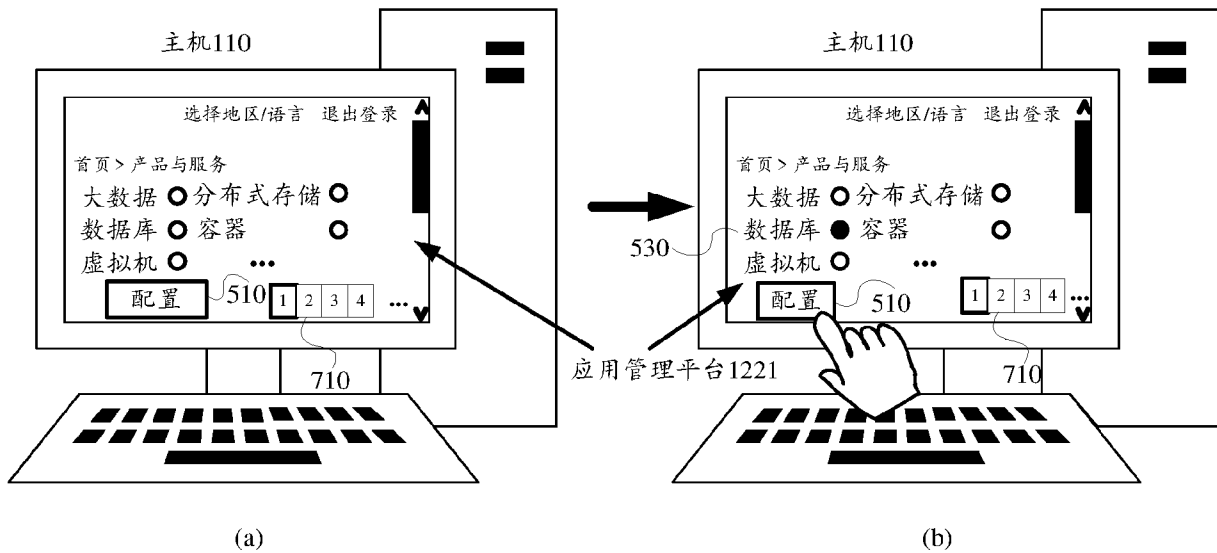 主机110
选择地区/语言 退出登录
首页 > 产品与服务
大数据 分布式存储
数据库 容器
虚拟机 ...
配置 510 1 2 3 4 ...
710
(a)
主机110
选择地区/语言 退出登录
首页 > 产品与服务
大数据 分布式存储
530 数据库 容器
虚拟机 ...
配置 510 1 2 3 4 ...
710
应用管理平台1221
(b)